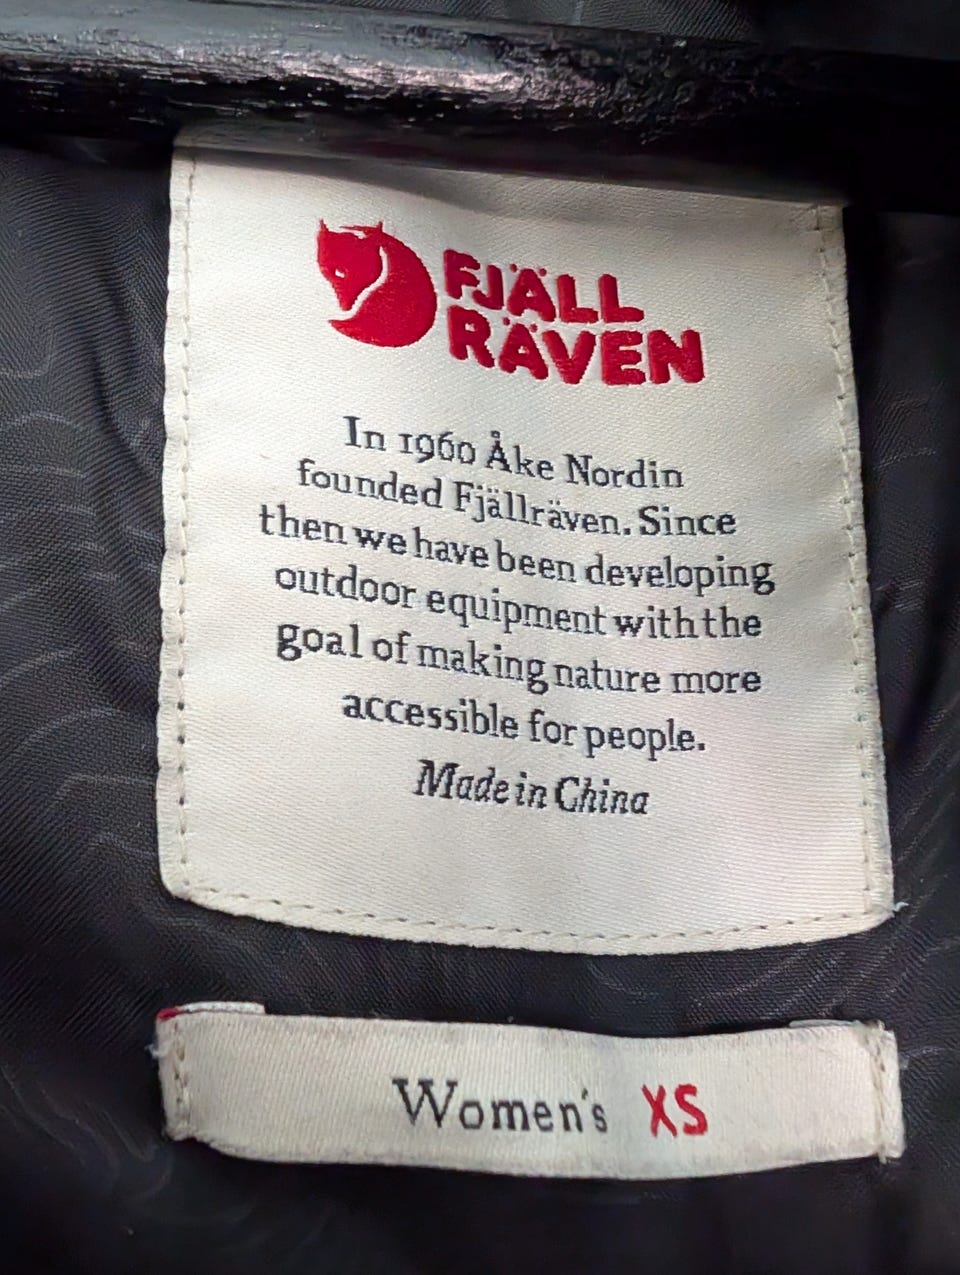 FJÄLL
RÄVEN
In 1960 Åke Nordin
founded Fjällräven. Since
then we have been developing
outdoor equipment with the
goal of making nature more
accessible for people.
Made in China
Women's XS